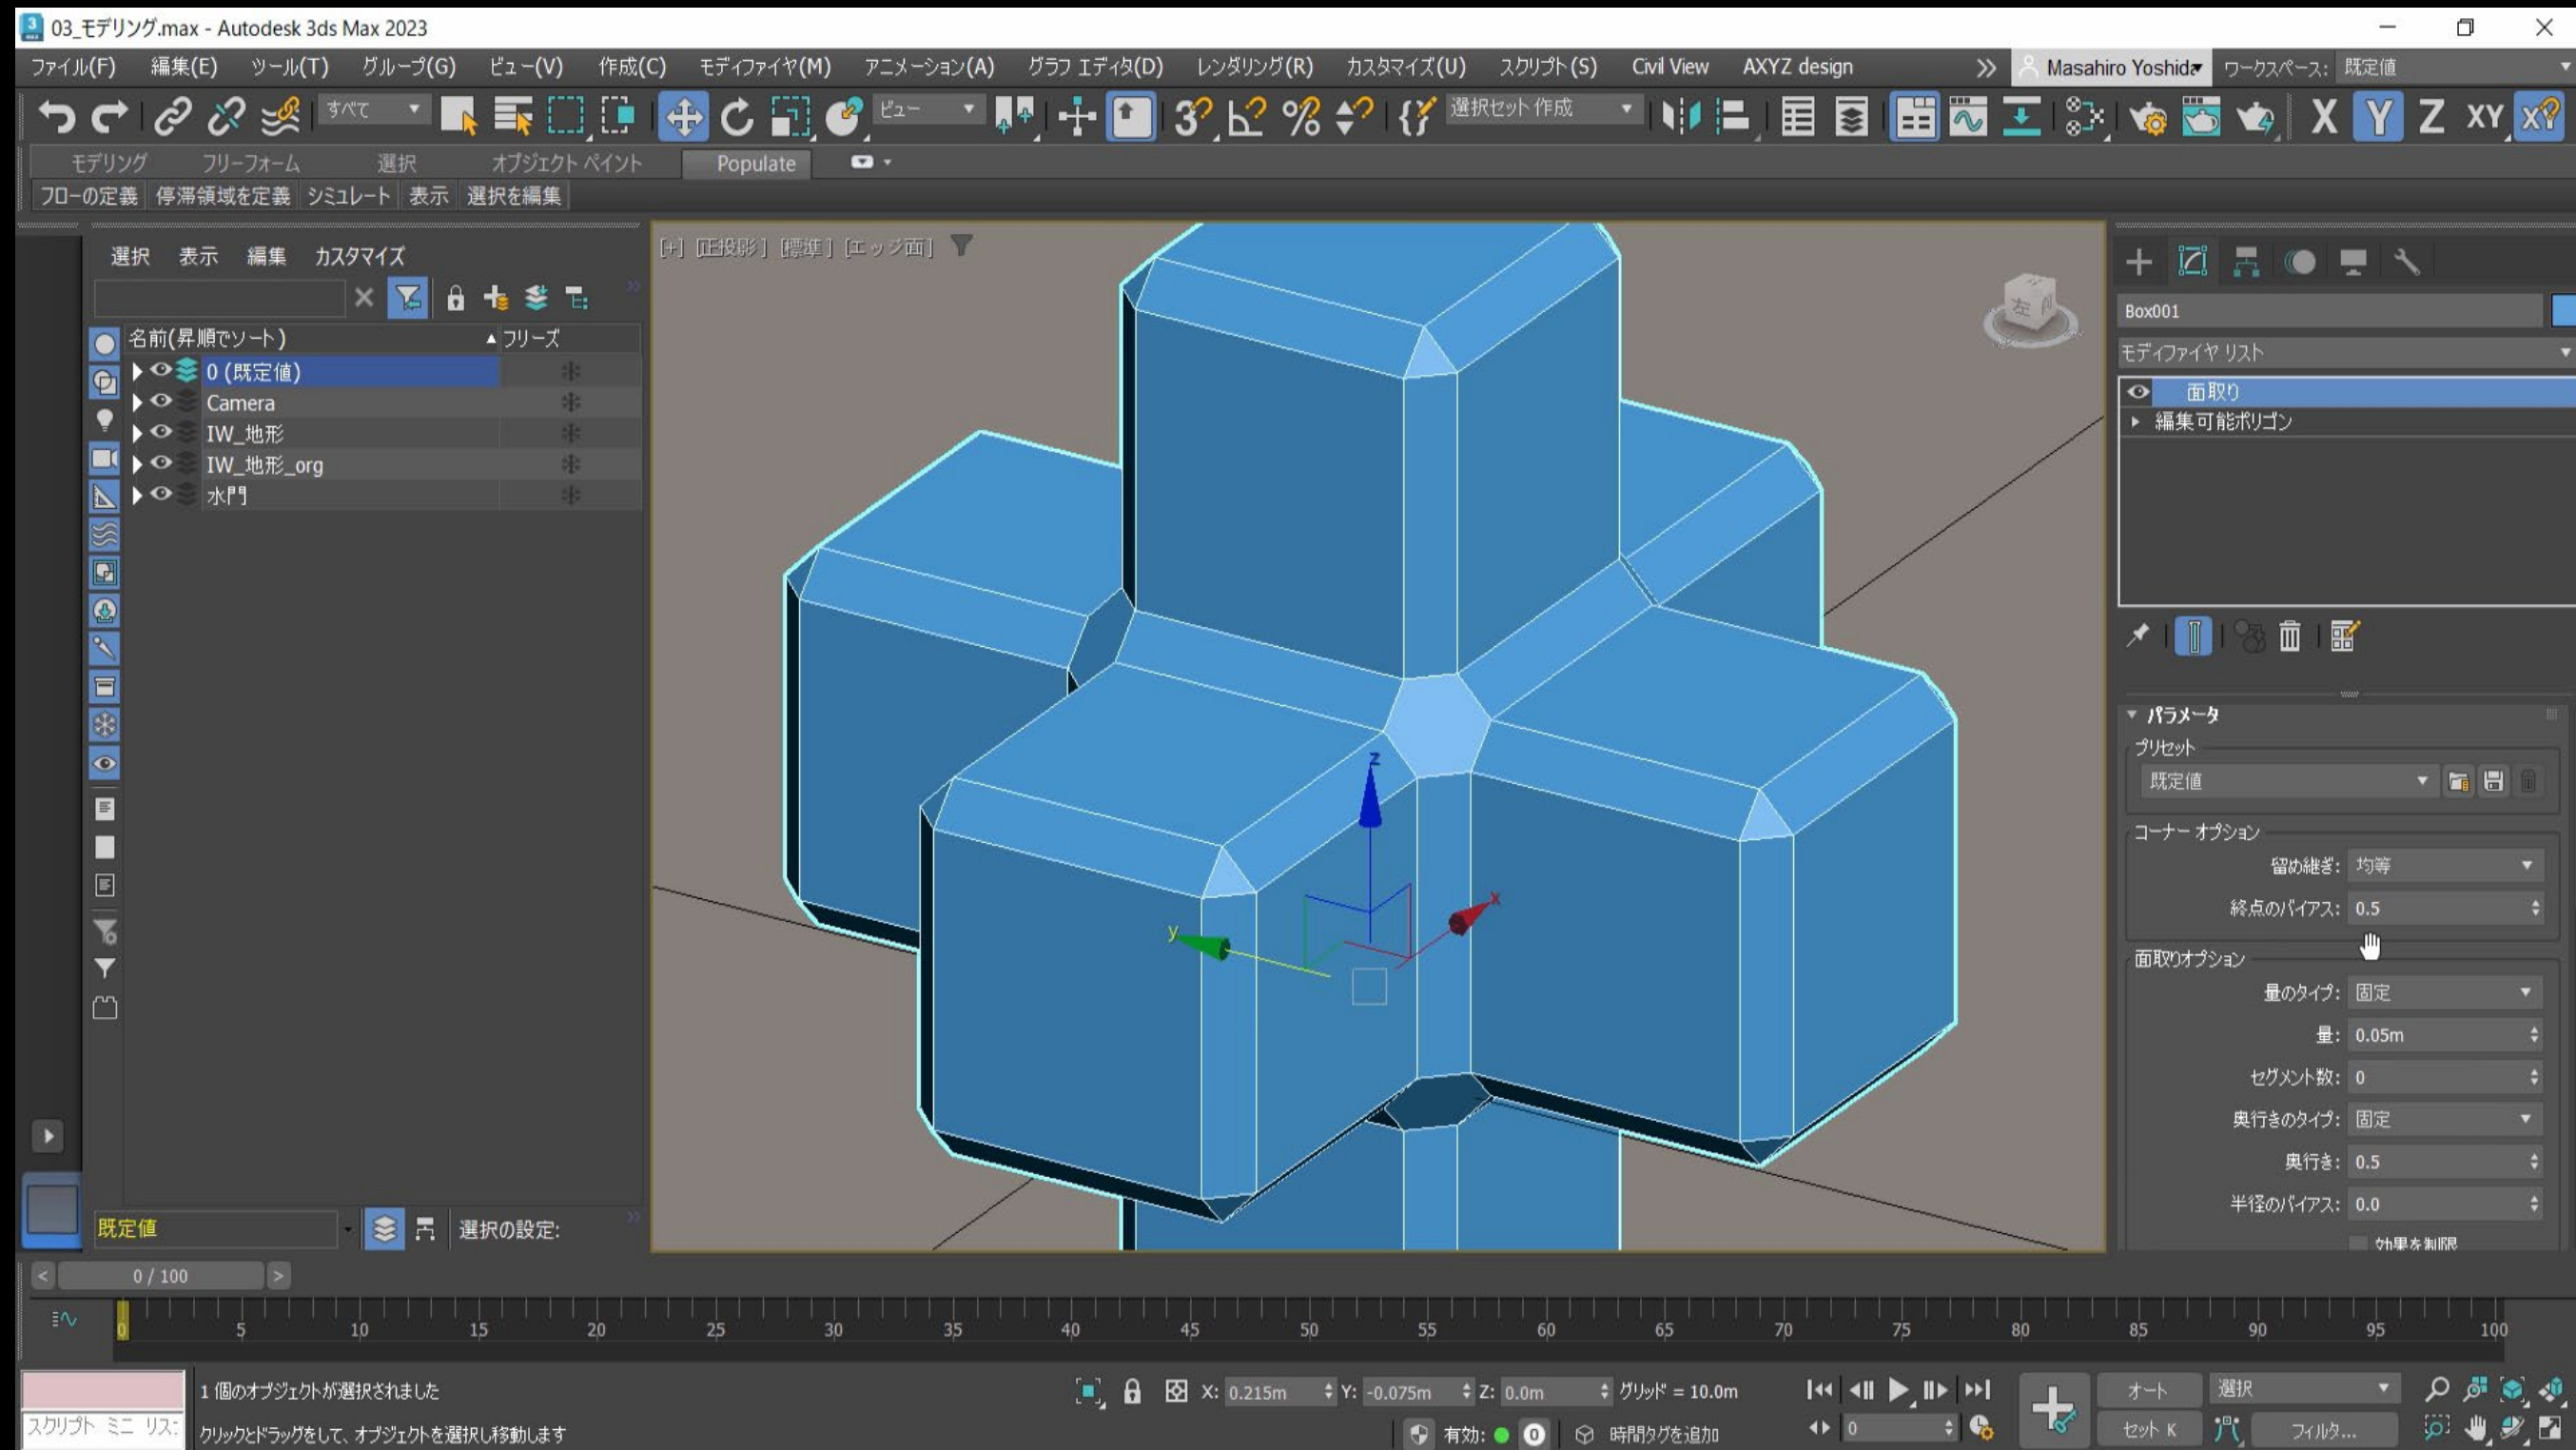 03_モデリング.max - Autodesk 3ds Max 2023
ファイル(F) 編集(E) ツール(T) グループ(G) ビュー(V) 作成(C) モディファイヤ(M) アニメーション(A) グラフ エディタ(D) レンダリング(R) カスタマイズ(U) スクリプト(S) Civil View AXYZ design Masahiro Yoshida ワークスペース: 既定値
すべて ビュー 選択セット作成 X Y Z XY
モデリング フリーフォーム 選択 オブジェクト ペイント Populate
フローの定義 停滞領域を定義 シミュレート 表示 選択を編集
選択 表示 編集 カスタマイズ
名前(昇順でソート) フリーズ
0 (既定値)
Camera
IW_地形
IW_地形_org
水門
既定値 選択の設定:
[+] [正投影] [標準] [エッジ面]
左
z
x
y
Box001
モディファイヤ リスト
面取り
編集可能ポリゴン
パラメータ
プリセット
既定値
コーナー オプション
留め継ぎ: 均等
終点のバイアス: 0.5
面取りオプション
量のタイプ: 固定
量: 0.05m
セグメント数: 0
奥行きのタイプ: 固定
奥行き: 0.5
半径のバイアス: 0.0
効果を制限
< 0 / 100 >
0 5 10 15 20 25 30 35 40 45 50 55 60 65 70 75 80 85 90 95 100
1 個のオブジェクトが選択されました X: 0.215m Y: -0.075m Z: 0.0m グリッド = 10.0m オート 選択
スクリプト ミニ リス クリックとドラッグをして、オブジェクトを選択し移動します 有効: 0 時間タグを追加 0 セット K フィルタ...